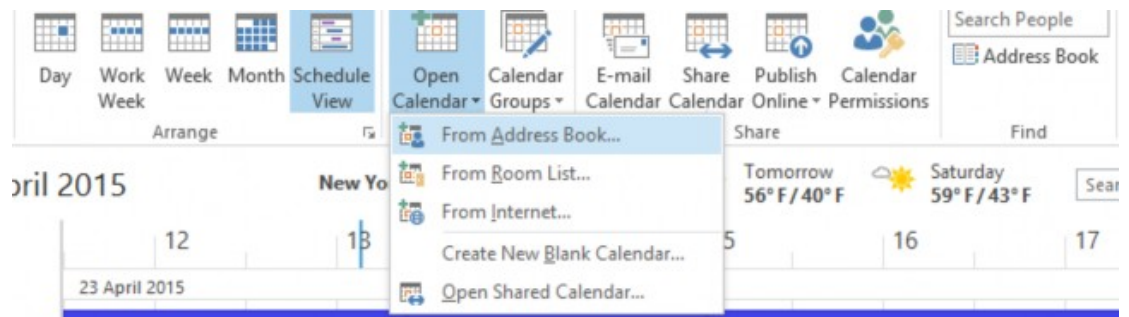 Search People
Day Work Week Week Month Schedule View Open Calendar Calendar Groups E-mail Calendar Share Calendar Publish Online Calendar Permissions Address Book
Arrange Share Find
From Address Book...
From Room List...
From Internet...
Create New Blank Calendar...
Open Shared Calendar...
pril 2015 New Yo Tomorrow 56° F / 40° F Saturday 59° F / 43° F Sear
12 13 5 16 17
23 April 2015